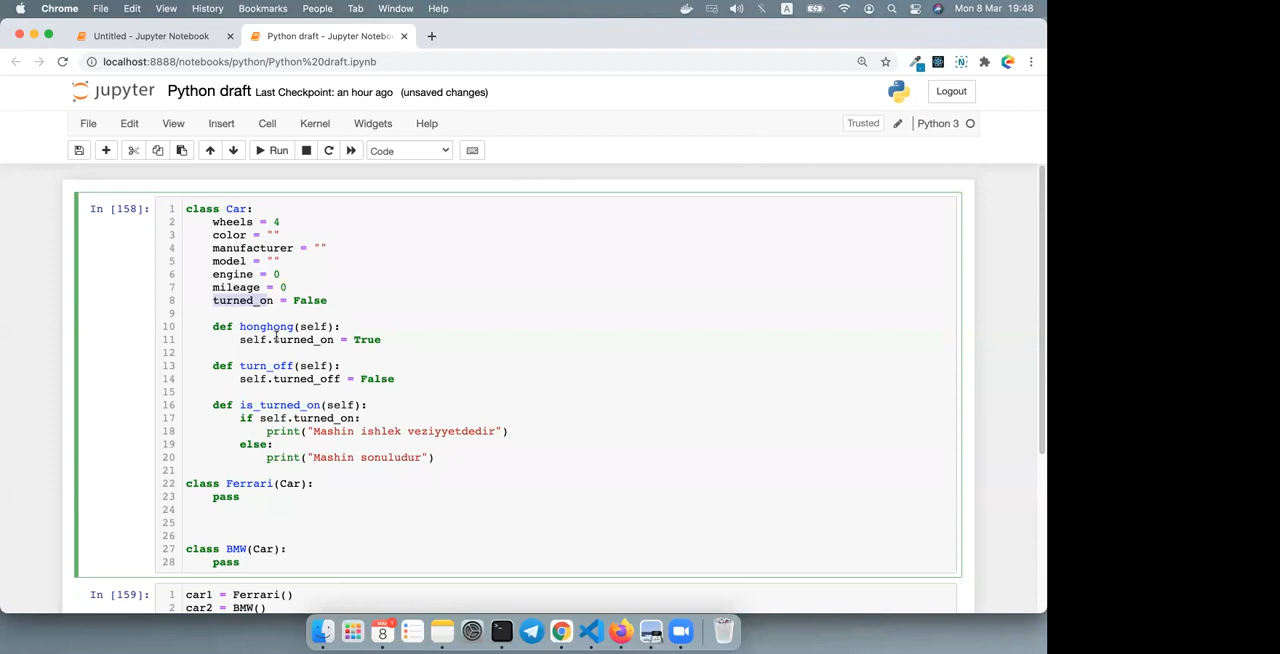 Chrome File Edit View History Bookmarks People Tab Window Help A Mon 8 Mar 19:48
Untitled - Jupyter Notebook Python draft - Jupyter Notebo
localhost:8888/notebooks/python/Python%20draft.ipynb
jupyter Python draft Last Checkpoint: an hour ago (unsaved changes) Logout
File Edit View Insert Cell Kernel Widgets Help Trusted Python 3
Run Code
In [158]:
1 class Car:
2 wheels = 4
3 color = ""
4 manufacturer = ""
5 model = ""
6 engine = 0
7 mileage = 0
8 turned_on = False
9
10 def honghong(self):
11 self.turned_on = True
12
13 def turn_off(self):
14 self.turned_off = False
15
16 def is_turned_on(self):
17 if self.turned_on:
18 print("Mashin ishlek veziyyetdedir")
19 else:
20 print("Mashin sonuludur")
21
22 class Ferrari(Car):
23 pass
24
25
26
27 class BMW(Car):
28 pass
In [159]:
1 car1 = Ferrari()
2 car2 = BMW()